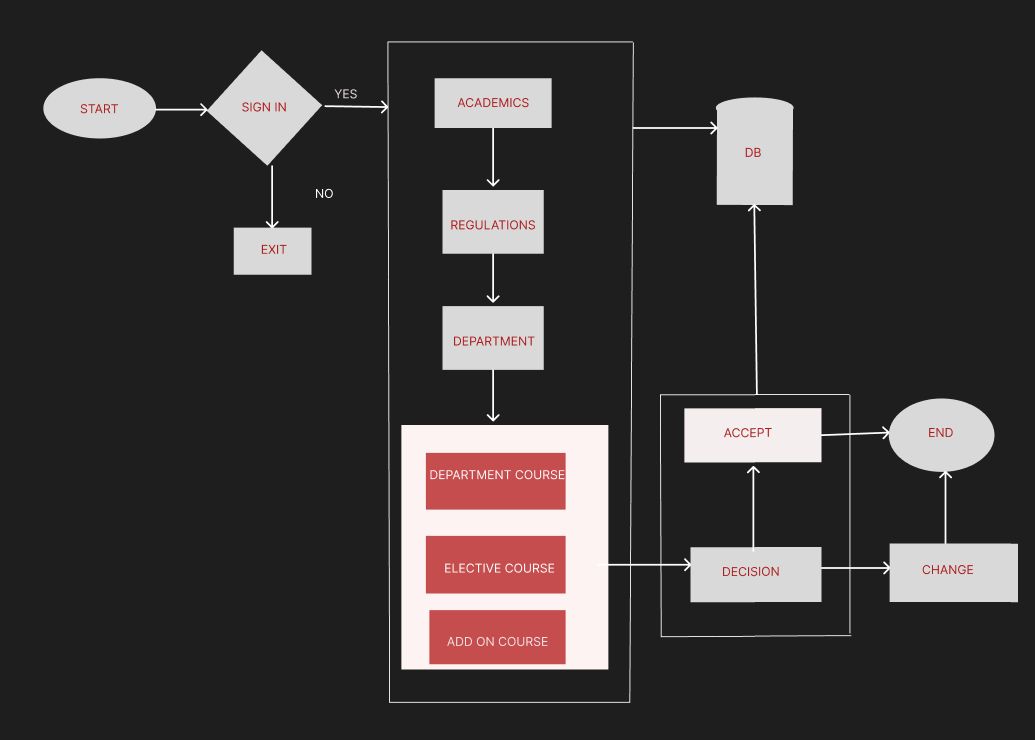 START
SIGN IN
YES
NO
EXIT
ACADEMICS
REGULATIONS
DEPARTMENT
DEPARTMENT COURSE
ELECTIVE COURSE
ADD ON COURSE
DB
ACCEPT
END
DECISION
CHANGE